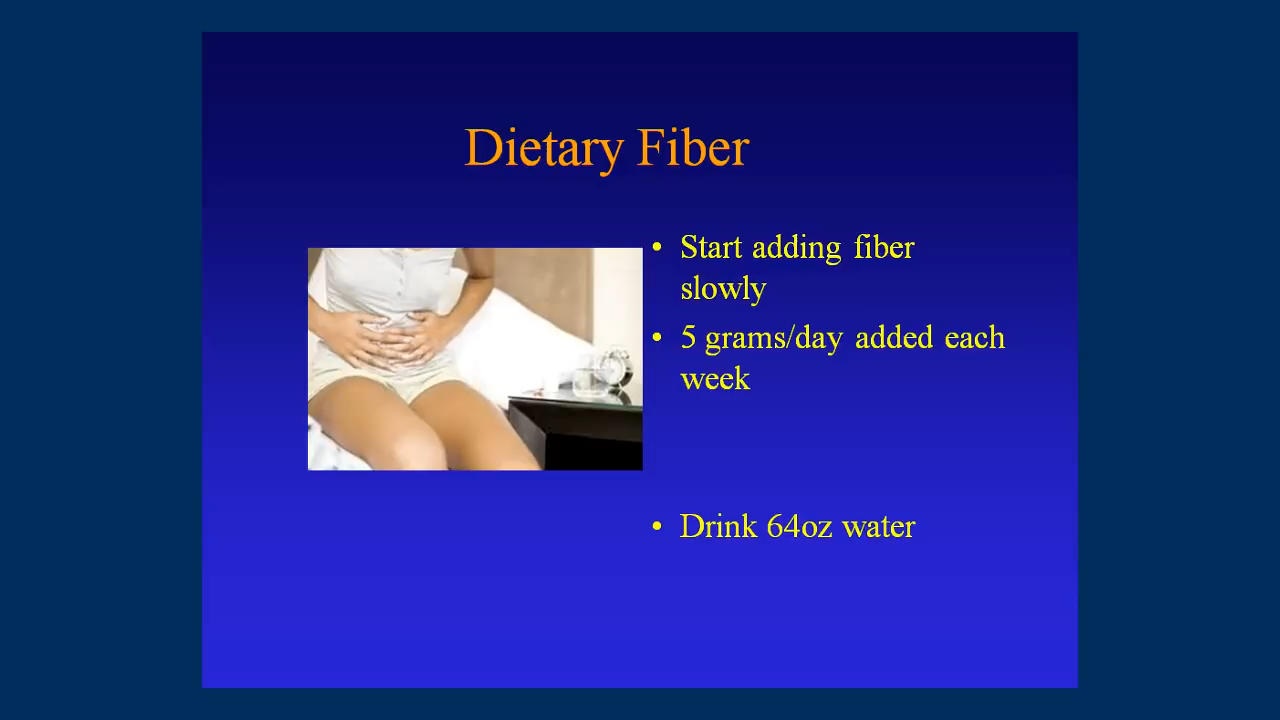 Dietary Fiber
• Start adding fiber
slowly
• 5 grams/day added each
week
• Drink 64oz water